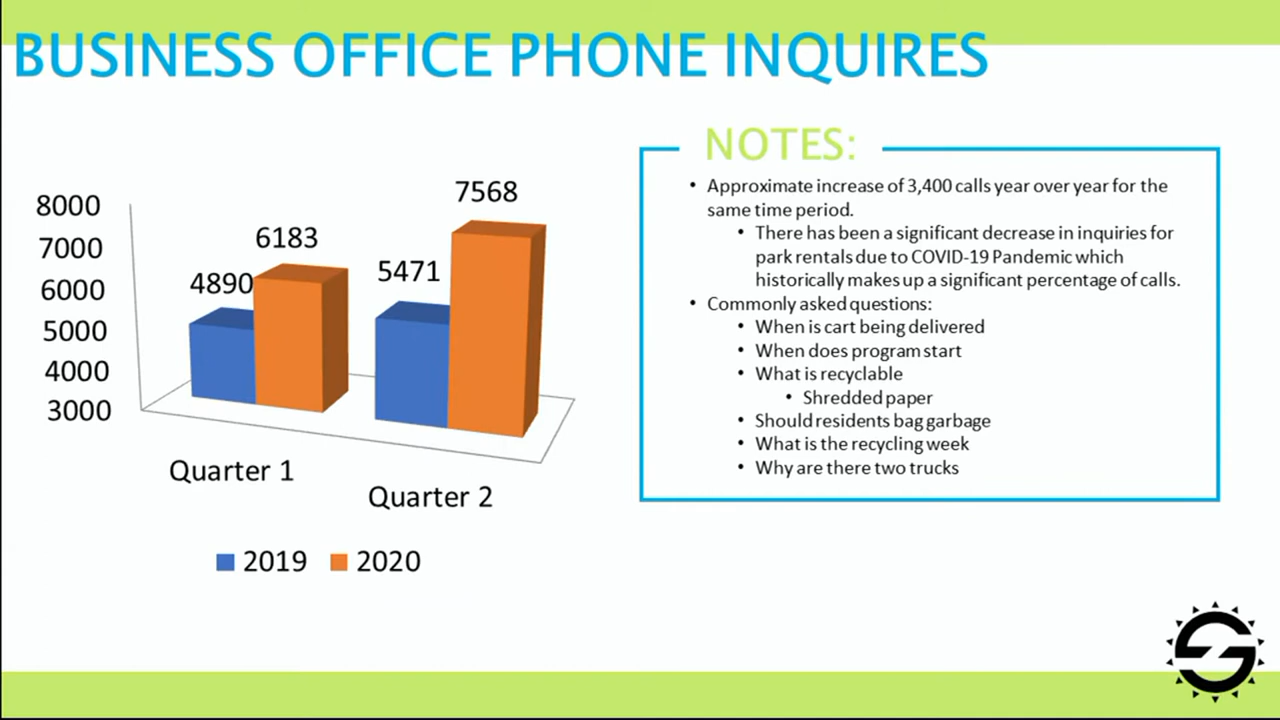 BUSINESS OFFICE PHONE INQUIRES
8000
7000
6000
5000
4000
3000
4890
6183
5471
7568
Quarter 1
Quarter 2
2019 2020
NOTES:
• Approximate increase of 3,400 calls year over year for the
same time period.
• There has been a significant decrease in inquiries for
park rentals due to COVID-19 Pandemic which
historically makes up a significant percentage of calls.
• Commonly asked questions:
• When is cart being delivered
• When does program start
• What is recyclable
• Shredded paper
• Should residents bag garbage
• What is the recycling week
• Why are there two trucks